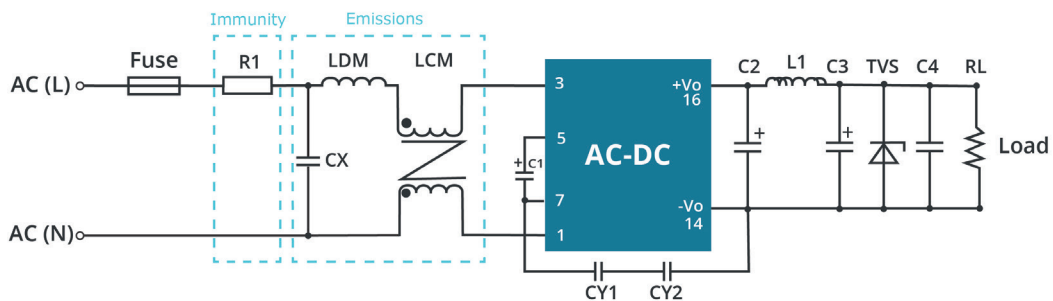 Immunity
Emissions
Fuse
R1
LDM
LCM
C2
L1
C3
TVS
C4
RL
AC (L)
3
+Vo
16
5
+
C1
AC-DC
+
+
Load
CX
7
-Vo
14
AC (N)
1
CY1
CY2